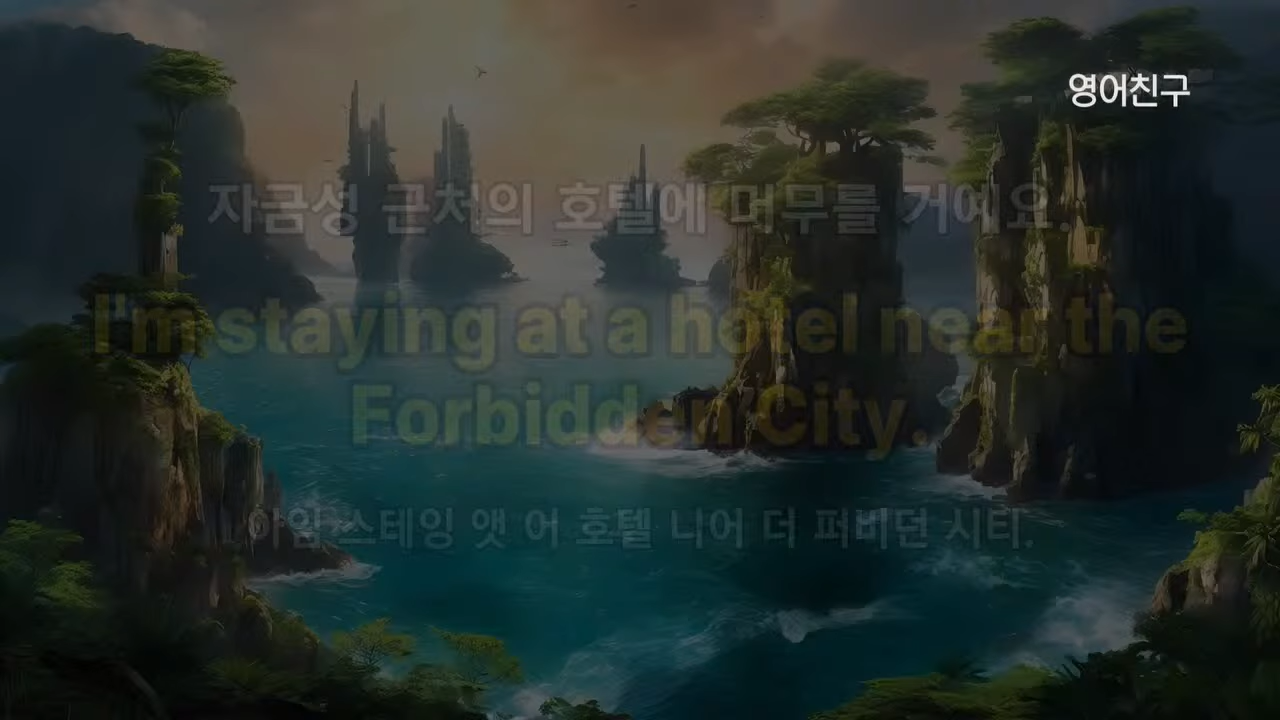 영어친구
자금성 근처의 호텔에 머무를 거예요.
I'm staying at a hotel near the
Forbidden City.
아임 스테잉 앳 어 호텔 니어 더 퍼비던 시티.